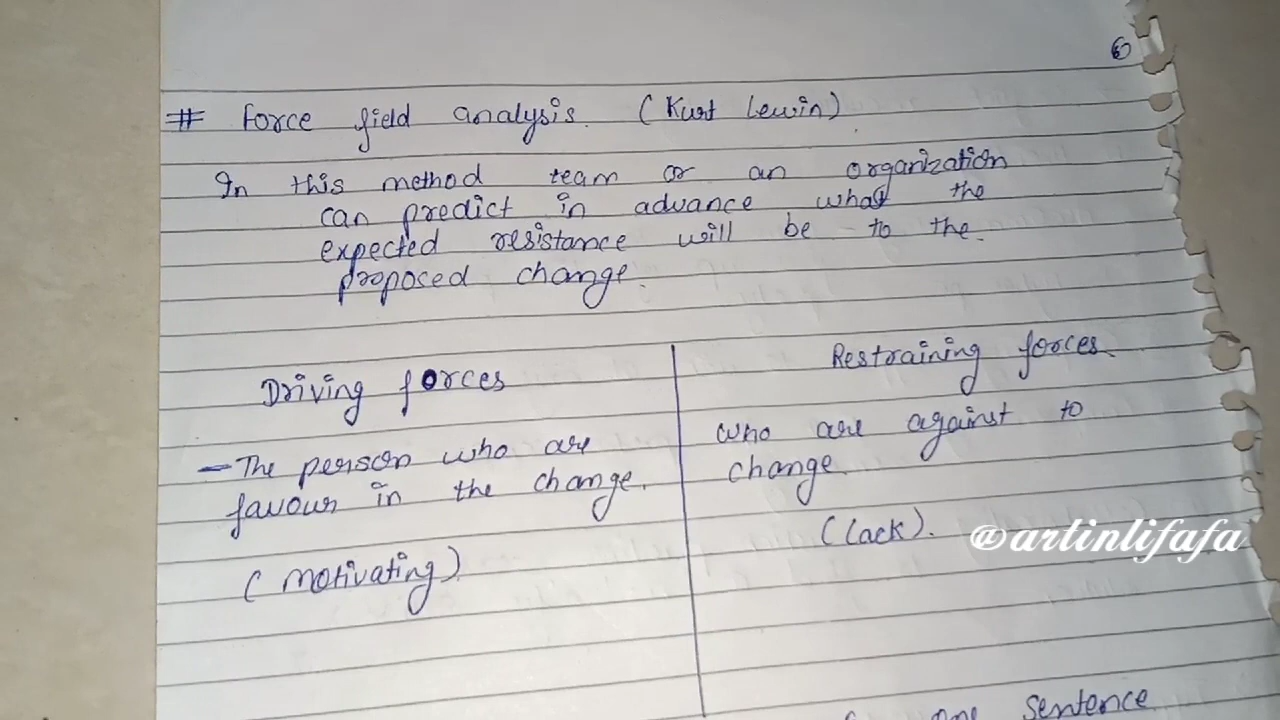 6
# Force field analysis. (Kurt Lewin)
In this method team or an organization
can predict in advance what the
expected resistance will be to the.
proposed change.
Driving forces
- The person who are
favour in the change.
(motivating)
Restraining forces.
who are against to
change
(lack).
@artinlifafa
one sentence